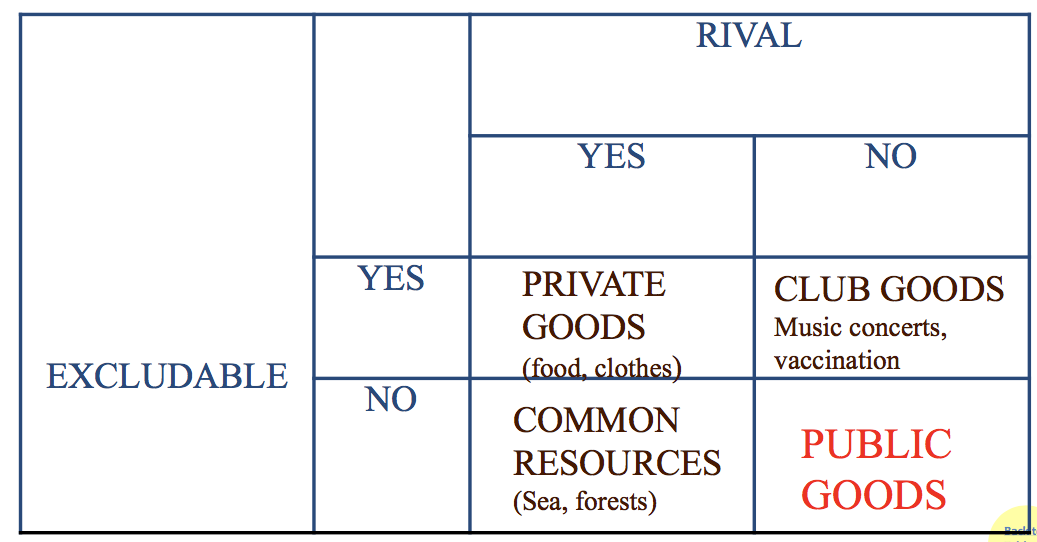 RIVAL
YES
NO
YES
PRIVATE
GOODS
(food, clothes)
CLUB GOODS
Music concerts,
vaccination
EXCLUDABLE
NO
COMMON
RESOURCES
(Sea, forests)
PUBLIC
GOODS